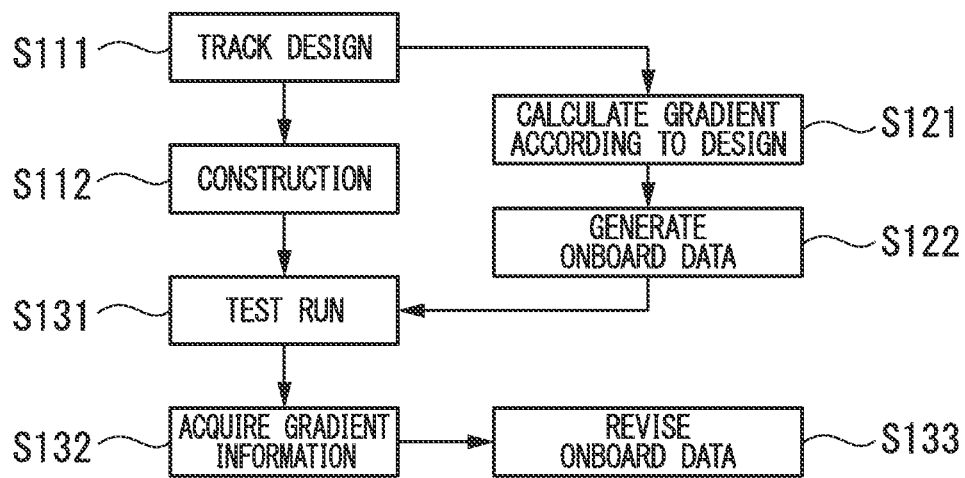 S111
TRACK DESIGN
CALCULATE GRADIENT
ACCORDING TO DESIGN
S121
S112
CONSTRUCTION
GENERATE
ONBOARD DATA
S122
S131
TEST RUN
S132
ACQUIRE GRADIENT
INFORMATION
REVISE
ONBOARD DATA
S133